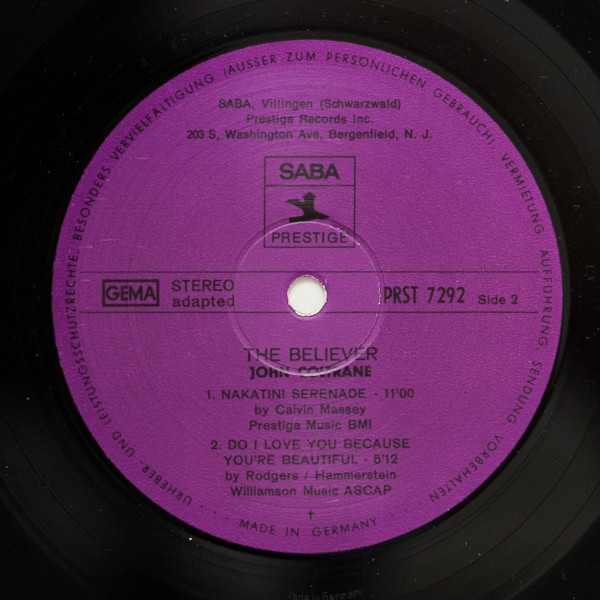 URHEBER- UND LEISTUNGSSCHUTZRECHTE, BESONDERS VERVIELFÄLTIGUNG (AUSSER ZUM PERSÖNLICHEN GEBRAUCH), VERMIETUNG, AUFFÜHRUNG, SENDUNG, VORBEHALTEN
SABA, Villingen (Schwarzwald)
Prestige Records Inc.
203 S, Washington Ave, Bergenfield, N. J.
SABA
PRESTIGE
GEMA
STEREO
adapted
PRST 7292 Side 2
THE BELIEVER
JOHN COLTRANE
1. NAKATINI SERENADE - 11'00
by Calvin Massey
Prestige Music BMI
2. DO I LOVE YOU BECAUSE
YOU'RE BEAUTIFUL - 5'12
by Rodgers / Hammerstein
Williamson Music ASCAP
MADE IN GERMANY